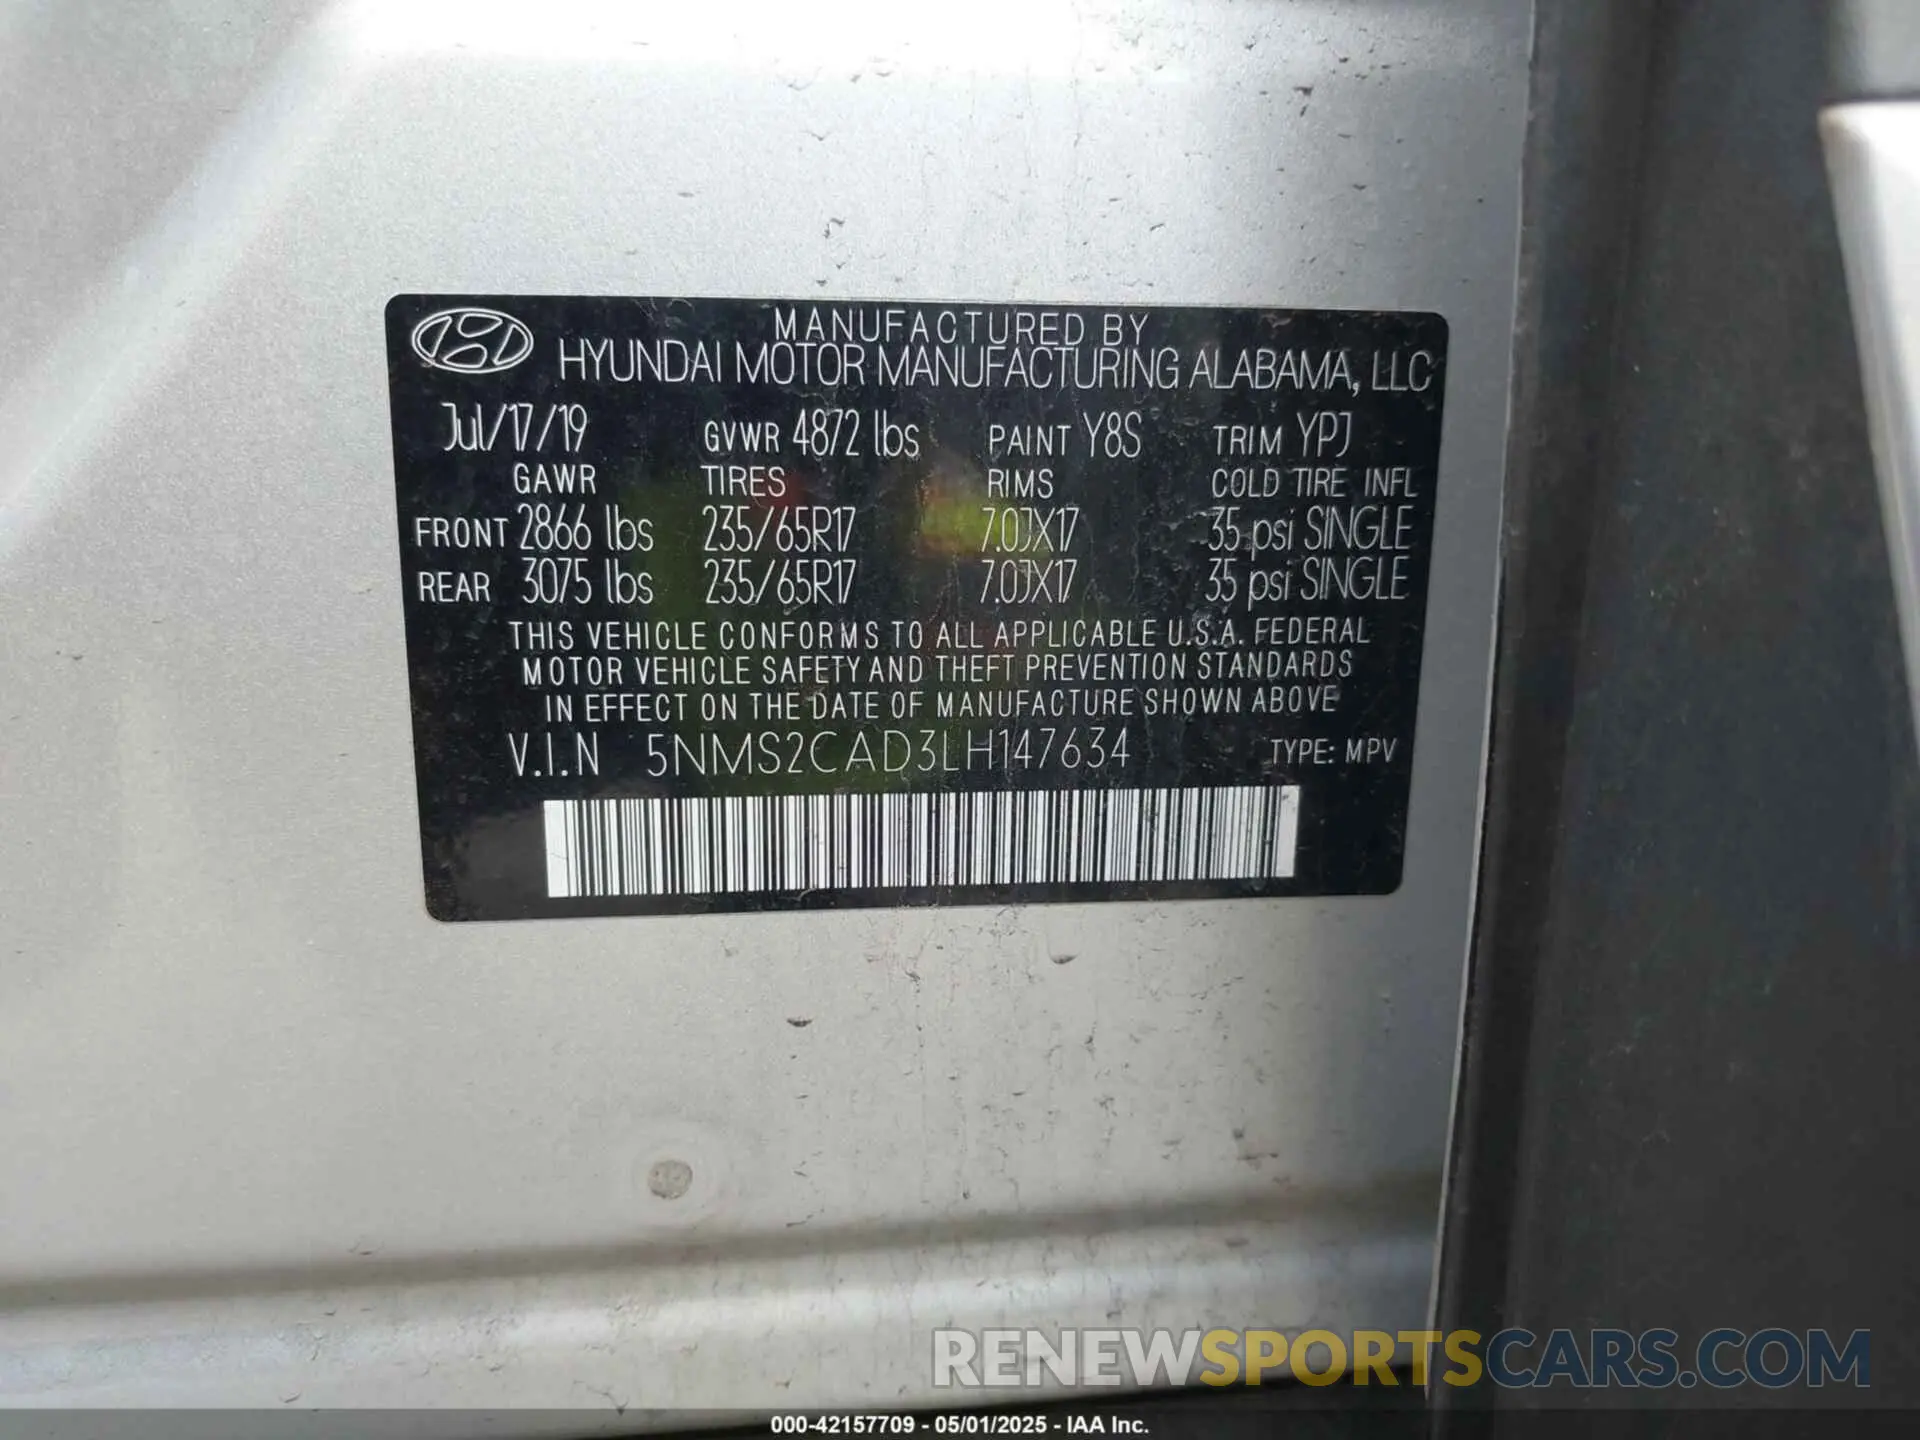 MANUFACTURED BY
HYUNDAI MOTOR MANUFACTURING ALABAMA, LLC
Jul/17/19 GVWR 4872 lbs PAINT Y8S TRIM YPJ
GAWR TIRES RIMS COLD TIRE INFL
FRONT 2866 lbs 235/65R17 7.0JX17 35 psi SINGLE
REAR 3075 lbs 235/65R17 7.0JX17 35 psi SINGLE
THIS VEHICLE CONFORMS TO ALL APPLICABLE U.S.A. FEDERAL
MOTOR VEHICLE SAFETY AND THEFT PREVENTION STANDARDS
IN EFFECT ON THE DATE OF MANUFACTURE SHOWN ABOVE
V.I.N 5NMS2CAD3LH147634 TYPE: MPV
RENEWSPORTSCARS.COM
000-42157709 - 05/01/2025 - IAA Inc.